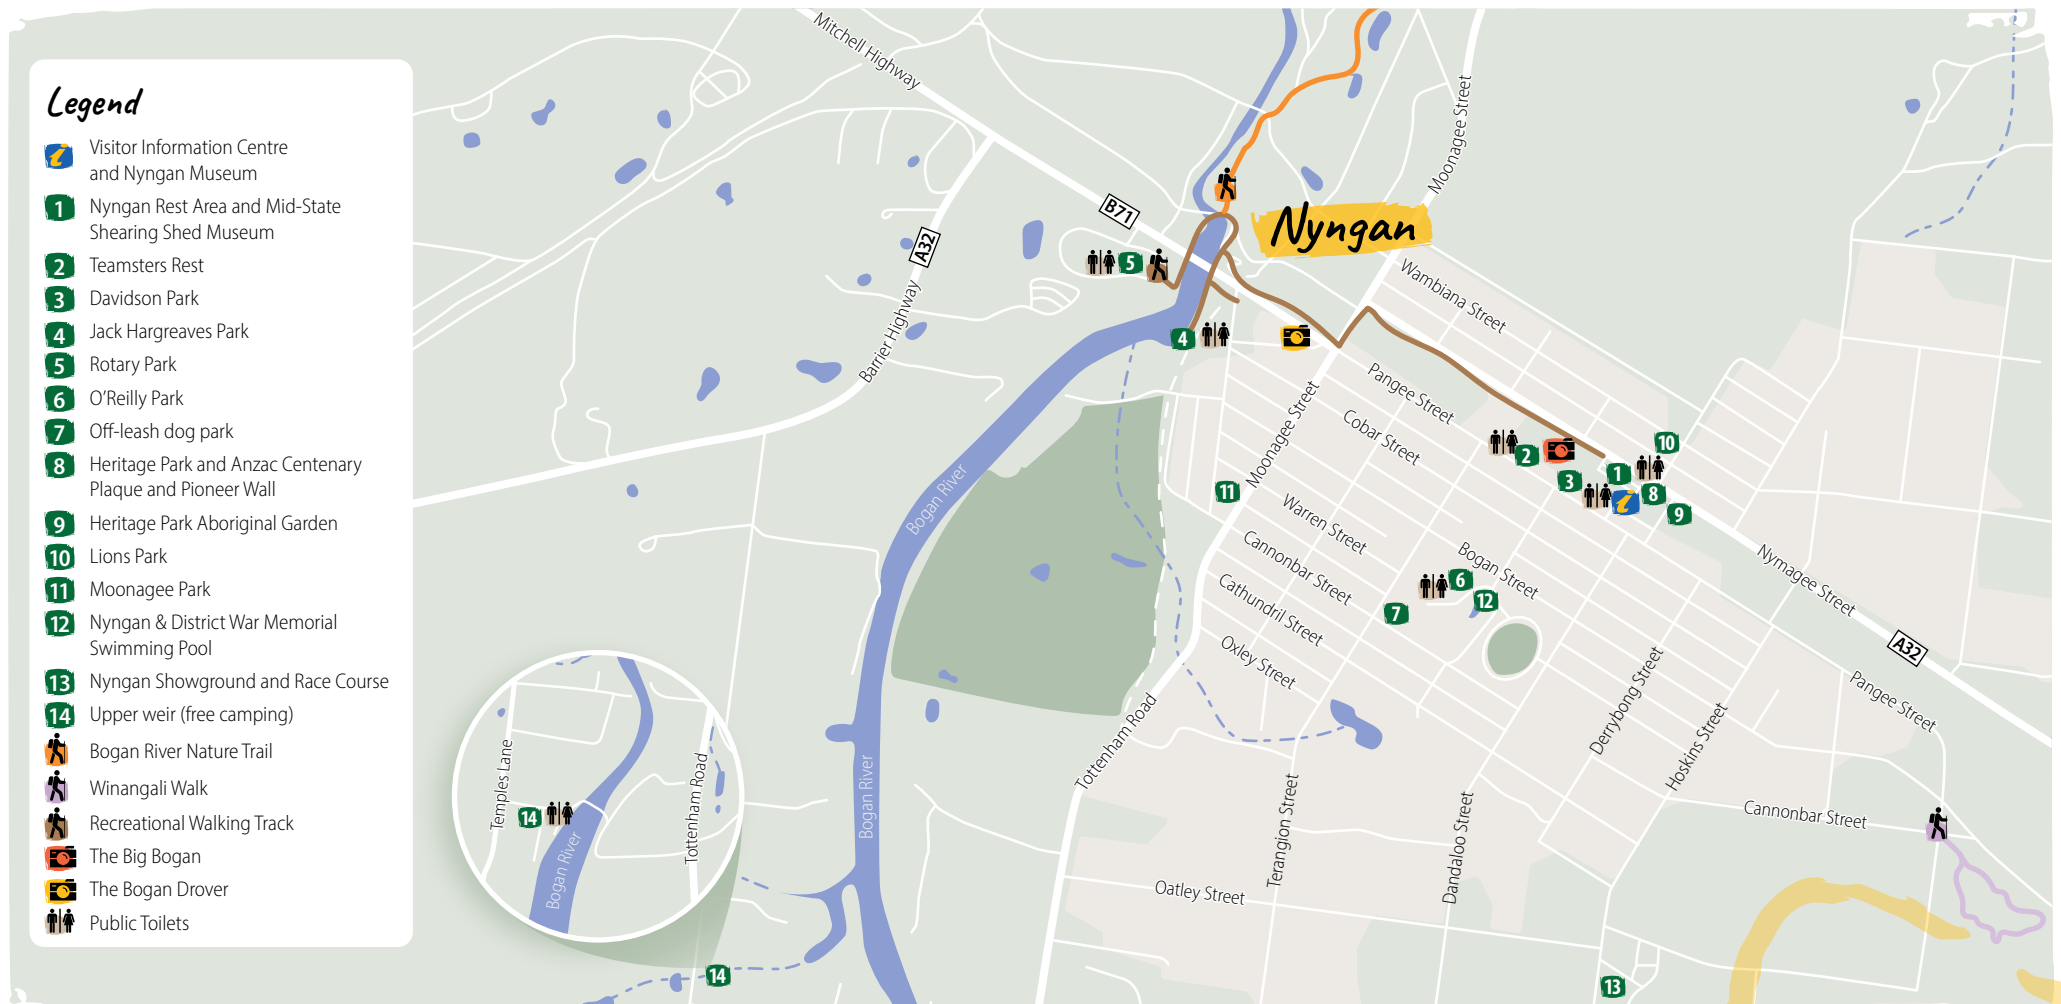 Legend
Visitor Information Centre
and Nyngan Museum
1 Nyngan Rest Area and Mid-State
Shearing Shed Museum
2 Teamsters Rest
3 Davidson Park
4 Jack Hargreaves Park
5 Rotary Park
6 O'Reilly Park
7 Off-leash dog park
8 Heritage Park and Anzac Centenary
Plaque and Pioneer Wall
9 Heritage Park Aboriginal Garden
10 Lions Park
11 Moonagee Park
12 Nyngan & District War Memorial
Swimming Pool
13 Nyngan Showground and Race Course
14 Upper weir (free camping)
Bogan River Nature Trail
Winangali Walk
Recreational Walking Track
The Big Bogan
The Bogan Drover
Public Toilets
Mitchell Highway
Moonagee Street
B71
A32
Nyngan
5
Barrier Highway
4
Wambiana Street
Pangee Street
Cobar Street
Moonagee Street
10
2
1
3
8
9
11
Bogan River
Warren Street
Cannonbar Street
Bogan Street
Nymagee Street
Cathundril Street
6
12
7
Oxley Street
A32
Pangee Street
Derrybong Street
Hoskins Street
Tottenham Road
Temples Lane
Tottenham Road
14
Bogan River
Bogan River
Terangion Street
Dandaloo Street
Cannonbar Street
Oatley Street
14
13